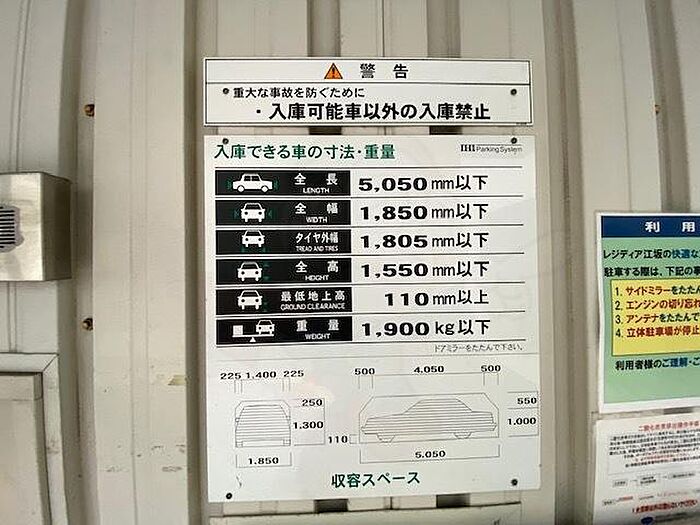 警告
重大な事故を防ぐために
・入庫可能車以外の入庫禁止
入庫できる車の寸法・重量
IHI Parking System
全長 LENGTH 5,050mm以下
全幅 WIDTH 1,850mm以下
タイヤ外幅 TREAD AND TIRES 1,805mm以下
全高 HEIGHT 1,550mm以下
最低地上高 GROUND CLEARANCE 110mm以上
重量 WEIGHT 1,900kg以下
ドアミラーをたたんで下さい。
225 1,400 225
500 4,050 500
250
1,300
550
1,000
110
1,850
5,050
収容スペース
利用
レジディア江坂の快適な
駐車する際は、下記の
1. サイドミラーをたたん
2. エンジンの切り忘れ
3. アンテナをたたんで
4. 立体駐車場が停止
利用者様のご理解・ご